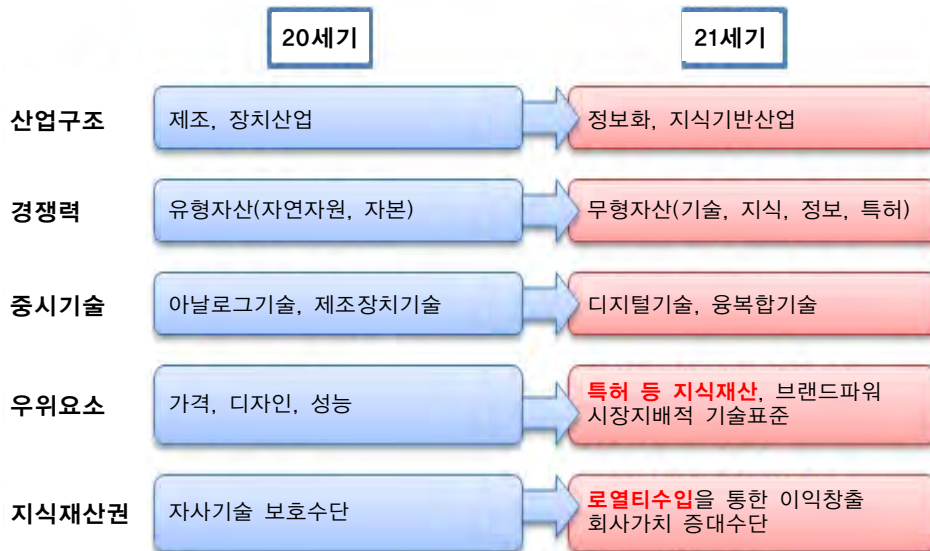 20세기
21세기
산업구조
제조, 장치산업
정보화, 지식기반산업
경쟁력
유형자산(자연자원, 자본)
무형자산(기술, 지식, 정보, 특허)
중시기술
아날로그기술, 제조장치기술
디지털기술, 융복합기술
우위요소
가격, 디자인, 성능
특허 등 지식재산, 브랜드파워
시장지배적 기술표준
지식재산권
자사기술 보호수단
로열티수입을 통한 이익창출
회사가치 증대수단